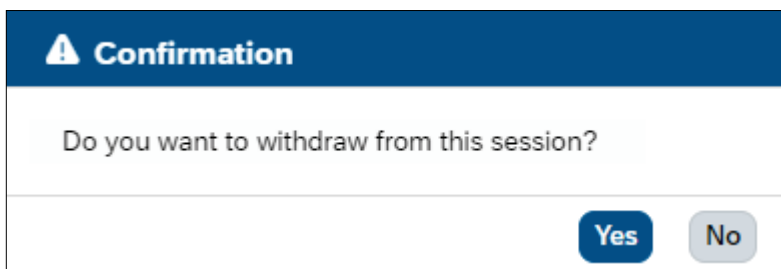 Confirmation
Do you want to withdraw from this session?
Yes No